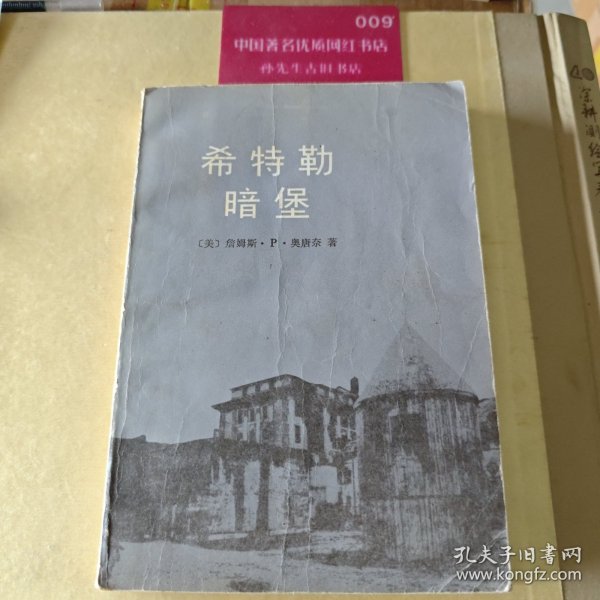 009
中国著名优质网红书店
孙先生古旧书店
希特勒
暗堡
〔美〕詹姆斯·P·奥唐奈 著
孔夫子旧书网
www.kongfz.com